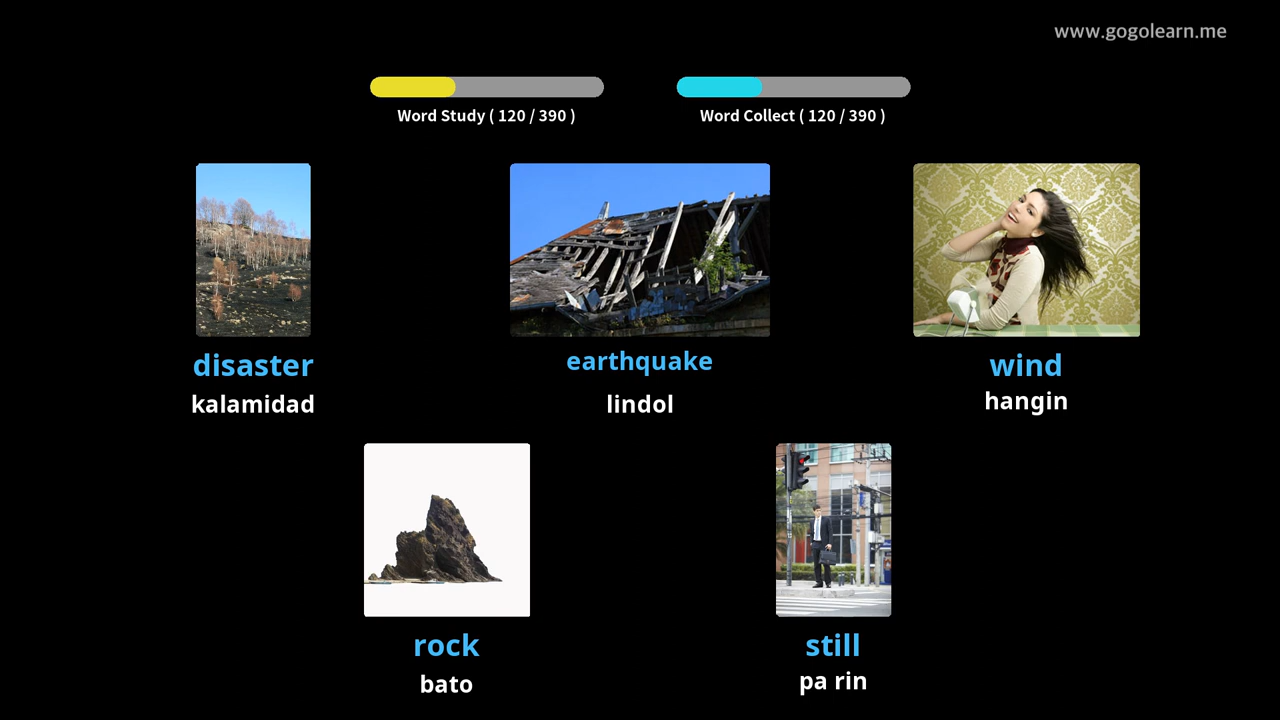 www.gogolearn.me
Word Study ( 120 / 390 )
Word Collect ( 120 / 390 )
disaster
kalamidad
earthquake
lindol
wind
hangin
rock
bato
still
pa rin